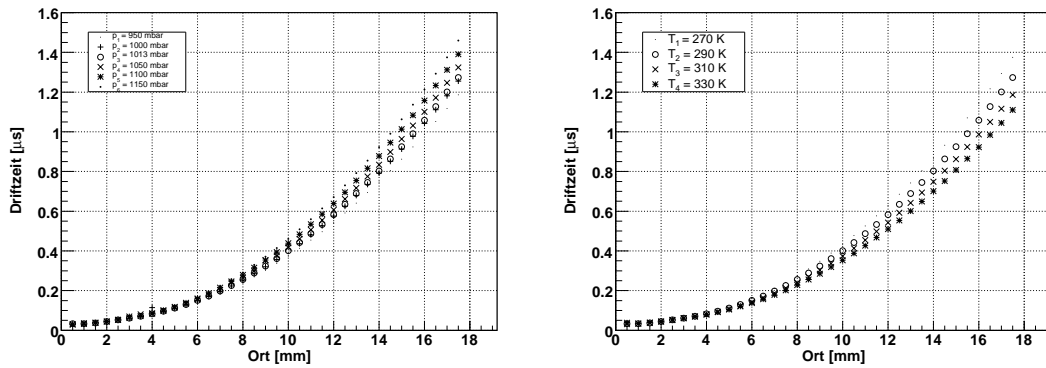 1.6
1.4
1.2
1
0.8
0.6
0.4
0.2
0
Driftzeit [μs]
p1 = 950 mbar
p2 = 1000 mbar
p3 = 1013 mbar
p4 = 1050 mbar
p5 = 1100 mbar
p6 = 1150 mbar
0 2 4 6 8 10 12 14 16 18
Ort [mm]
1.6
1.4
1.2
1
0.8
0.6
0.4
0.2
0
Driftzeit [μs]
T1 = 270 K
T2 = 290 K
T3 = 310 K
T4 = 330 K
0 2 4 6 8 10 12 14 16 18
Ort [mm]